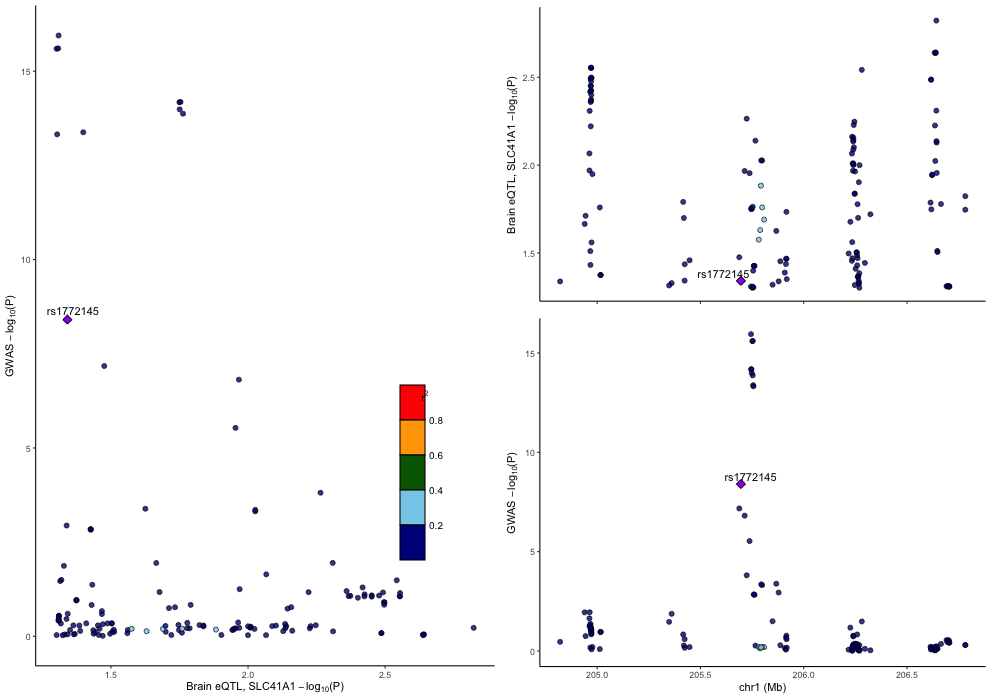 15
10
5
0
GWAS −log10(P)
rs1772145
r2
0.8
0.6
0.4
0.2
1.5
2.0
2.5
Brain eQTL, SLC41A1 −log10(P)
2.5
2.0
1.5
Brain eQTL, SLC41A1 −log10(P)
rs1772145
15
10
5
0
GWAS −log10(P)
rs1772145
205.0
205.5
206.0
206.5
chr1 (Mb)